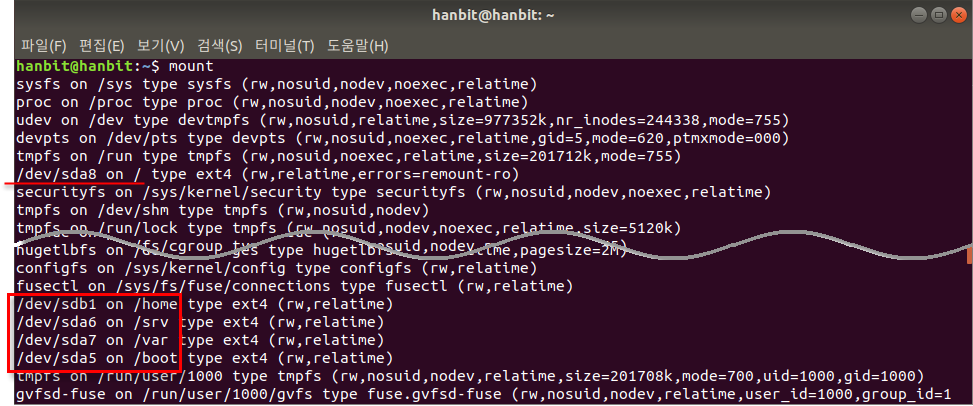 hanbit@hanbit: ~
파일(F) 편집(E) 보기(V) 검색(S) 터미널(T) 도움말(H)
hanbit@hanbit:~$ mount
sysfs on /sys type sysfs (rw,nosuid,nodev,noexec,relatime)
proc on /proc type proc (rw,nosuid,nodev,noexec,relatime)
udev on /dev type devtmpfs (rw,nosuid,relatime,size=977352k,nr_inodes=244338,mode=755)
devpts on /dev/pts type devpts (rw,nosuid,noexec,relatime,gid=5,mode=620,ptmxmode=000)
tmpfs on /run type tmpfs (rw,nosuid,noexec,relatime,size=201712k,mode=755)
/dev/sda8 on / type ext4 (rw,relatime,errors=remount-ro)
securityfs on /sys/kernel/security type securityfs (rw,nosuid,nodev,noexec,relatime)
tmpfs on /dev/shm type tmpfs (rw,nosuid,nodev)
tmpfs on /run/lock type tmpfs (rw,nosuid,nodev,noexec,relatime,size=5120k)
hugetlbfs on type hugetlbfs nosuid,nodev pagesize=2M)
configfs on /sys/kernel/config type configfs (rw,relatime)
fusectl on /sys/fs/fuse/connections type fusectl (rw,relatime)
/dev/sdb1 on /home type ext4 (rw,relatime)
/dev/sda6 on /srv type ext4 (rw,relatime)
/dev/sda7 on /var type ext4 (rw,relatime)
/dev/sda5 on /boot type ext4 (rw,relatime)
tmpfs on /run/user/1000 type tmpfs (rw,nosuid,nodev,relatime,size=201708k,mode=700,uid=1000,gid=1000)
gvfsd-fuse on /run/user/1000/gvfs type fuse.gvfsd-fuse (rw,nosuid,nodev,relatime,user_id=1000,group_id=1